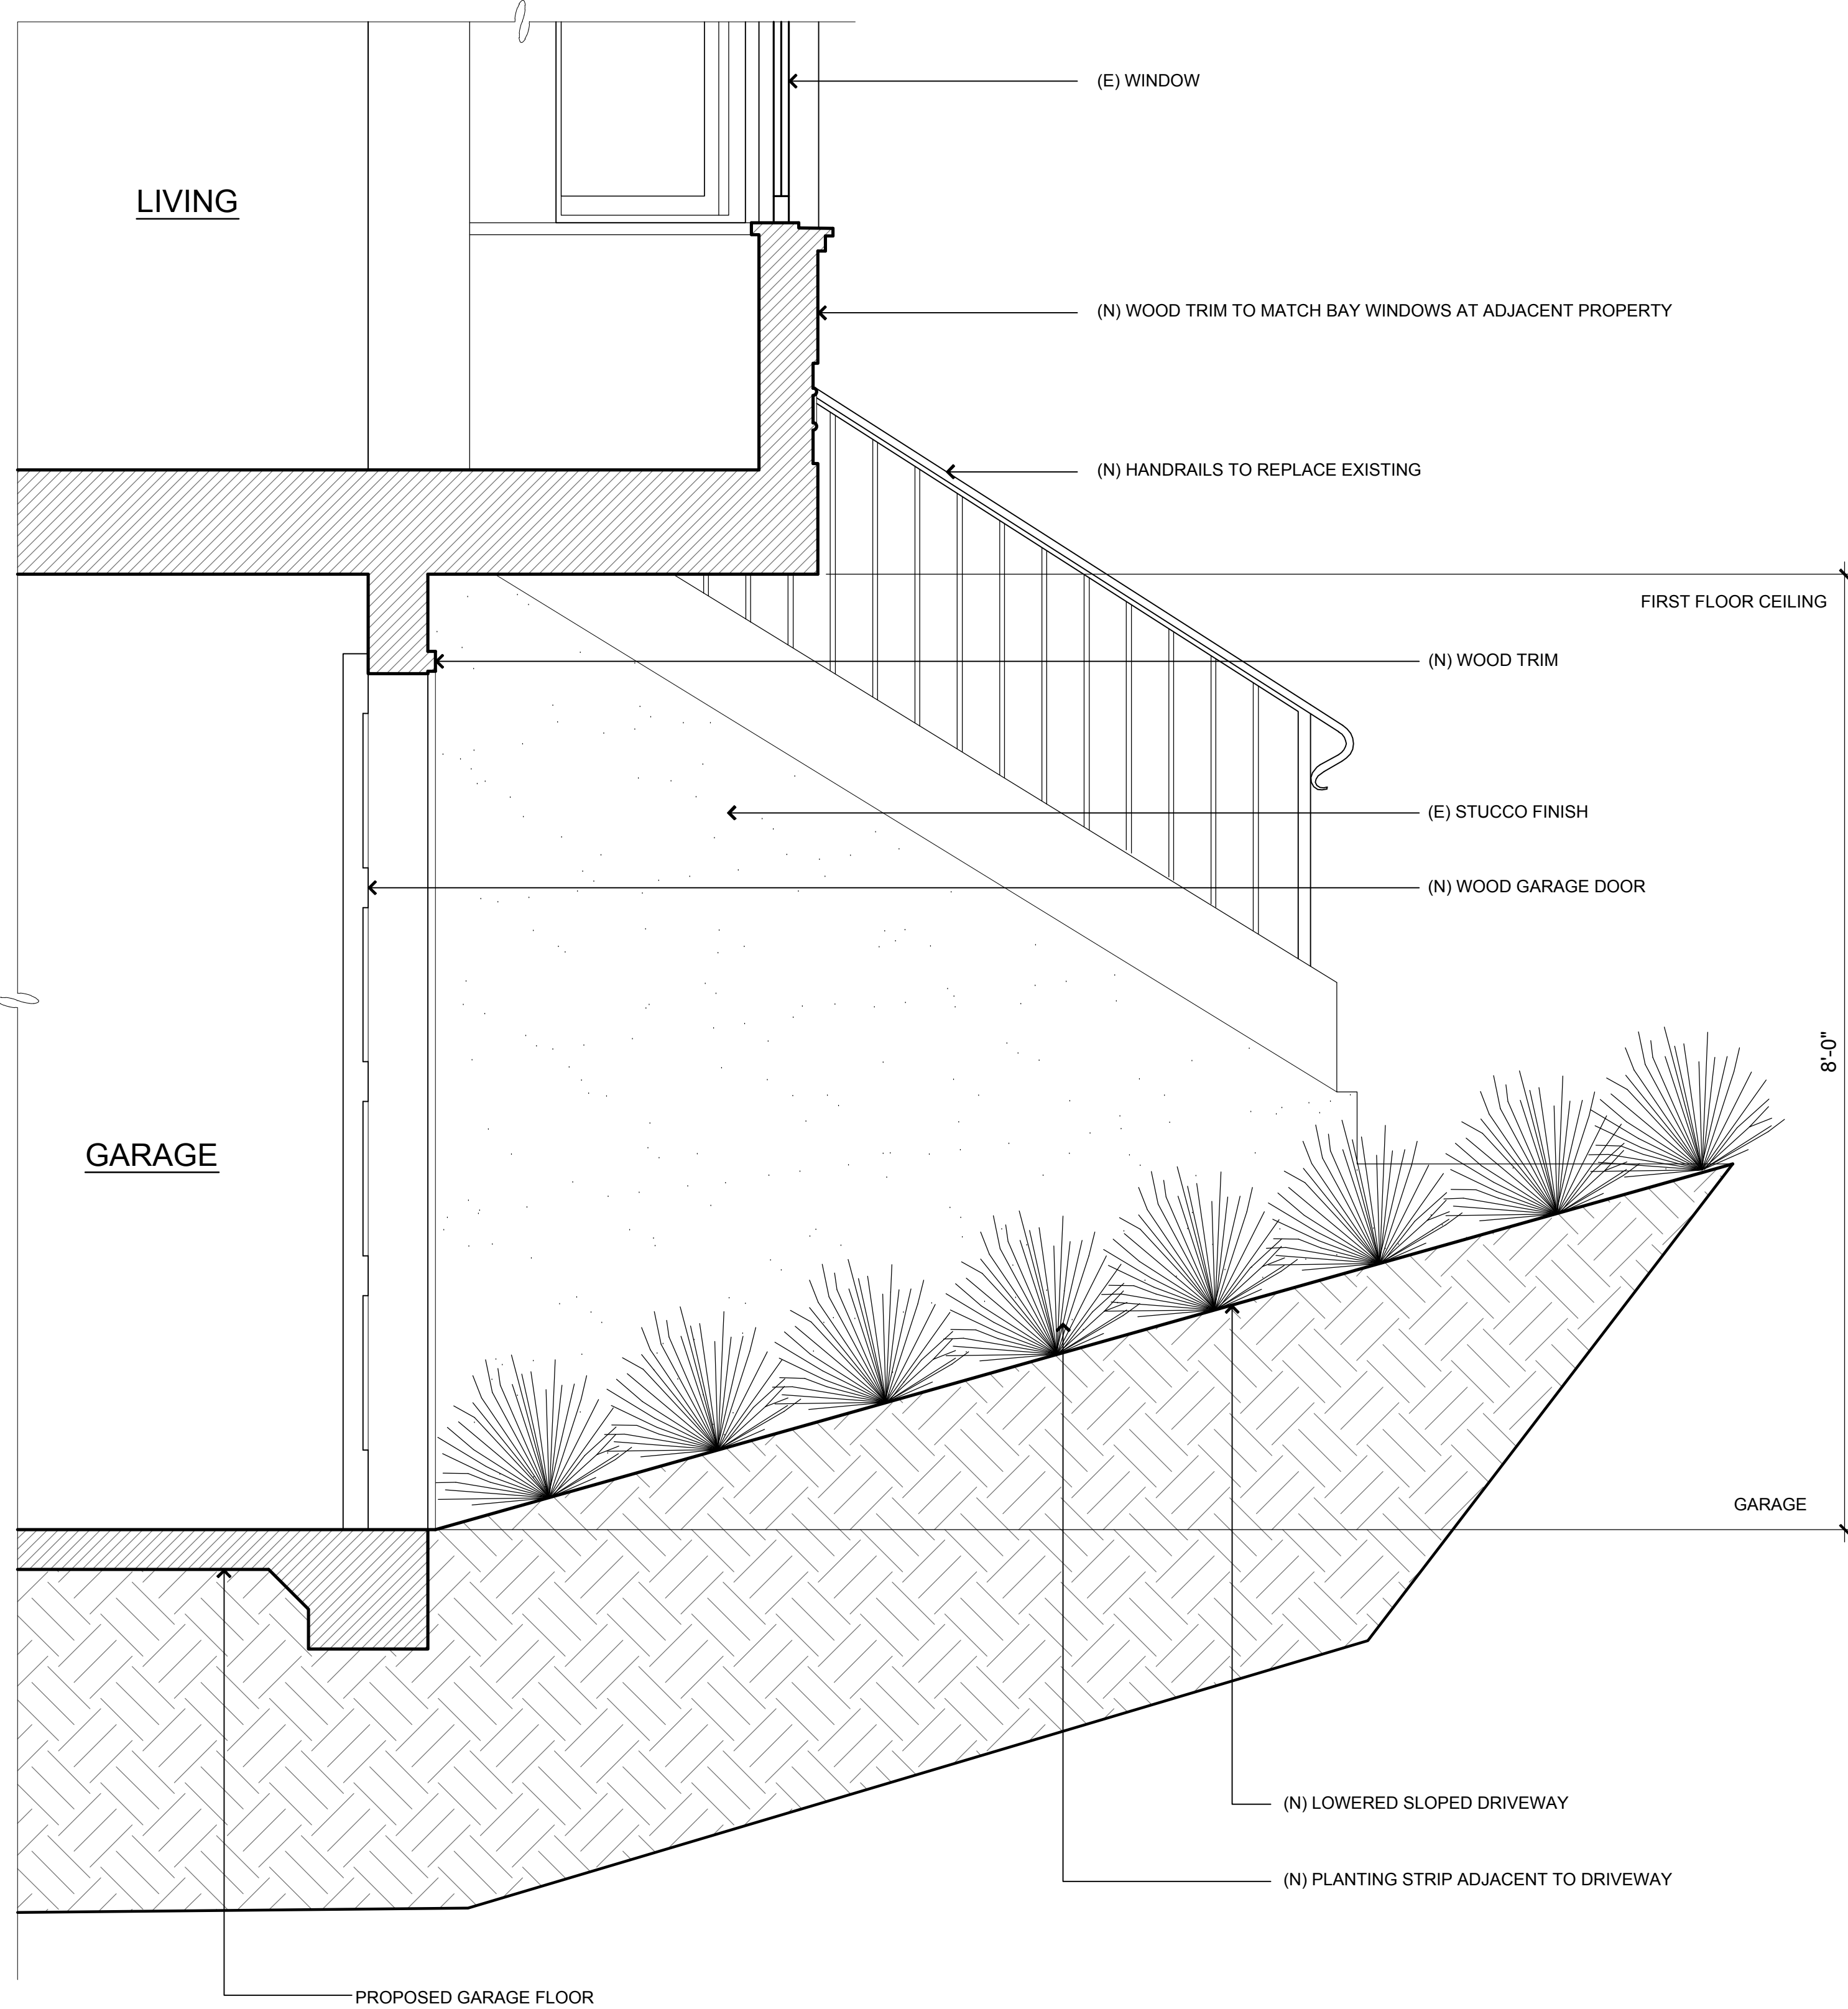 (E) WINDOW
LIVING
(N) WOOD TRIM TO MATCH BAY WINDOWS AT ADJACENT PROPERTY
(N) HANDRAILS TO REPLACE EXISTING
FIRST FLOOR CEILING
(N) WOOD TRIM
(E) STUCCO FINISH
(N) WOOD GARAGE DOOR
8'-0"
GARAGE
GARAGE
(N) LOWERED SLOPED DRIVEWAY
(N) PLANTING STRIP ADJACENT TO DRIVEWAY
PROPOSED GARAGE FLOOR